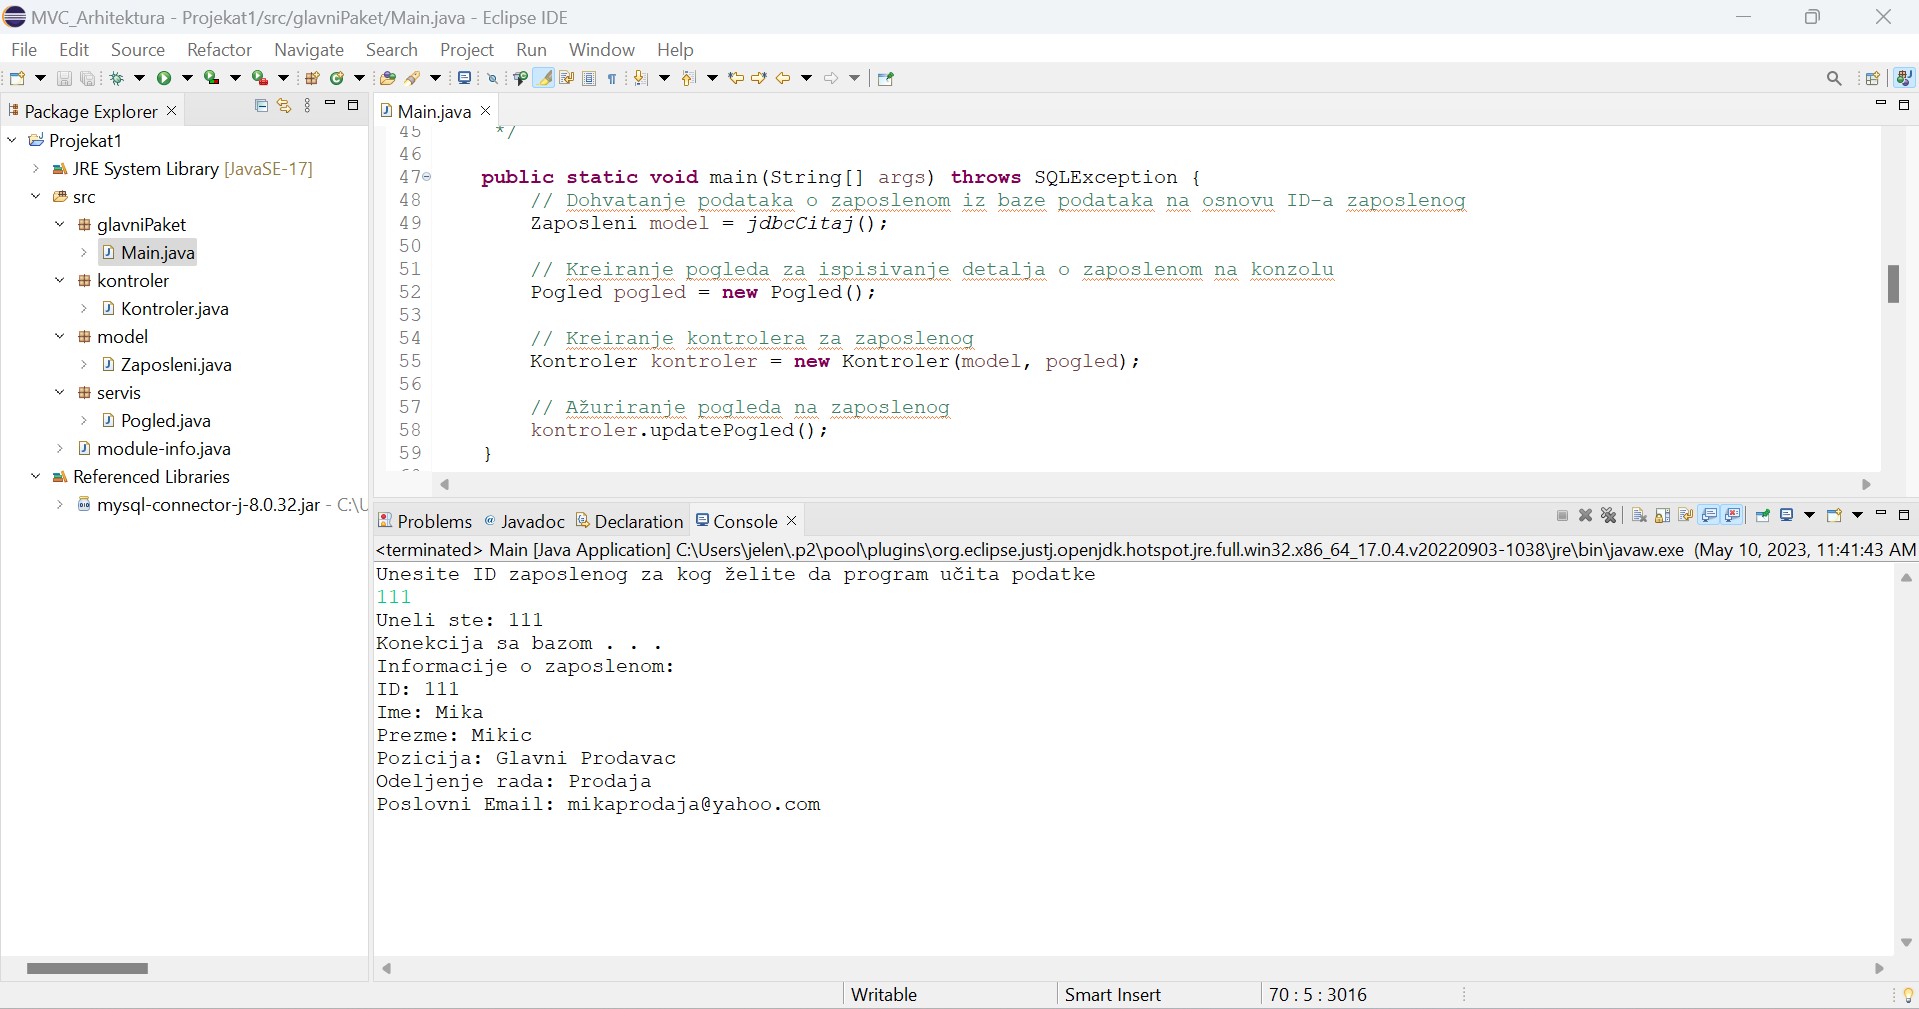 MVC_Arhitektura - Projekat1/src/glavniPaket/Main.java - Eclipse IDE
File Edit Source Refactor Navigate Search Project Run Window Help
Package Explorer
Projekat1
JRE System Library [JavaSE-17]
src
glavniPaket
Main.java
kontroler
Kontroler.java
model
Zaposleni.java
servis
Pogled.java
module-info.java
Referenced Libraries
mysql-connector-j-8.0.32.jar - C:\U
Main.java
45 */
46
47 public static void main(String[] args) throws SQLException {
48 // Dohvatanje podataka o zaposlenom iz baze podataka na osnovu ID-a zaposlenog
49 Zaposleni model = jdbcCitaj();
50
51 // Kreiranje pogleda za ispisivanje detalja o zaposlenom na konzolu
52 Pogled pogled = new Pogled();
53
54 // Kreiranje kontrolera za zaposlenog
55 Kontroler kontroler = new Kontroler(model, pogled);
56
57 // Ažuriranje pogleda na zaposlenog
58 kontroler.updatePogled();
59 }
Problems @ Javadoc Declaration Console
<terminated> Main [Java Application] C:\Users\jelen\.p2\pool\plugins\org.eclipse.justj.openjdk.hotspot.jre.full.win32.x86_64_17.0.4.v20220903-1038\jre\bin\javaw.exe (May 10, 2023, 11:41:43 AM
Unesite ID zaposlenog za kog želite da program učita podatke
111
Uneli ste: 111
Konekcija sa bazom . . .
Informacije o zaposlenom:
ID: 111
Ime: Mika
Prezme: Mikic
Pozicija: Glavni Prodavac
Odeljenje rada: Prodaja
Poslovni Email: mikaprodaja@yahoo.com
Writable Smart Insert 70 : 5 : 3016